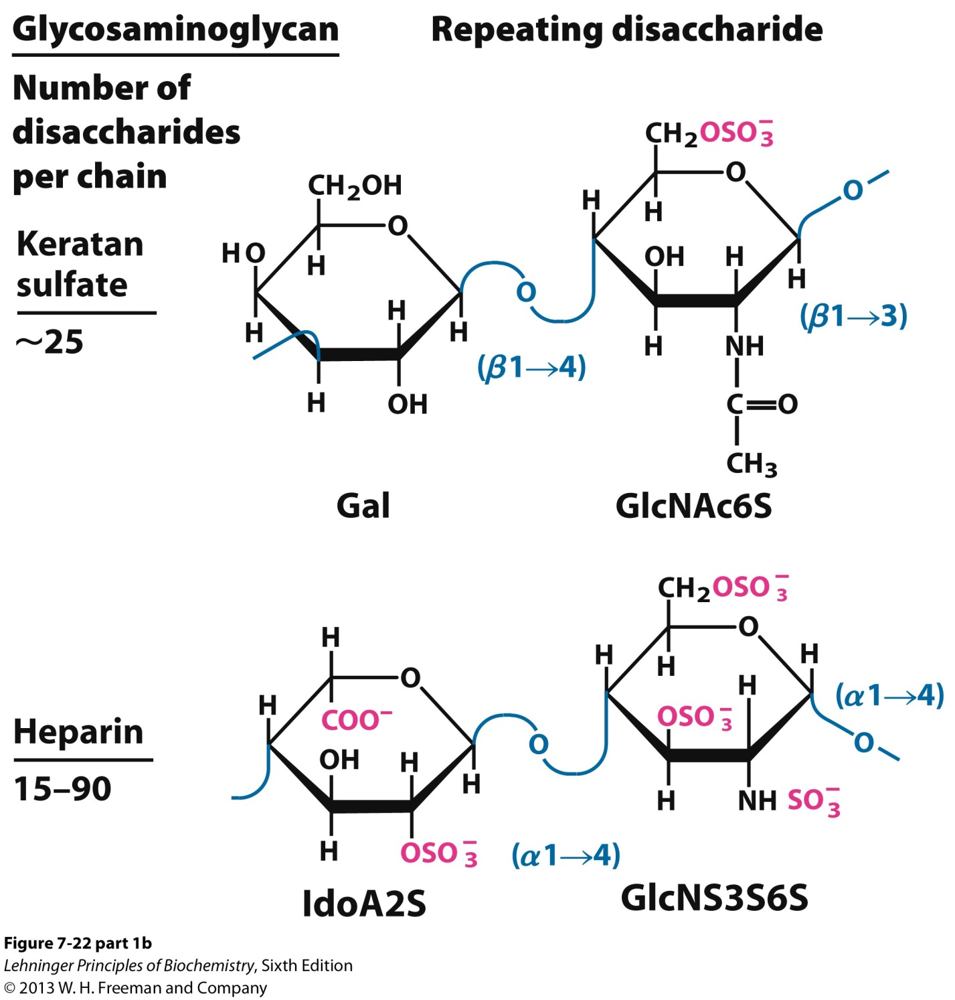 Glycosaminoglycan
Repeating disaccharide
Number of
disaccharides
per chain
Keratan
sulfate
~25
CH₂OH
O
HO
H
H
H
H
H
OH
O
(β1→4)
Gal
CH₂OSO₃⁻
O
O
H
H
OH
H
H
(β1→3)
H
NH
C=O
CH₃
GlcNAc6S
Heparin
15–90
H
O
H
COO⁻
OH
H
H
H
OSO₃⁻
O
(α1→4)
IdoA2S
CH₂OSO₃⁻
O
H
H
H
H
(α1→4)
OSO₃⁻
O
H
NH SO₃⁻
GlcNS3S6S
Figure 7-22 part 1b
Lehninger Principles of Biochemistry, Sixth Edition
© 2013 W. H. Freeman and Company